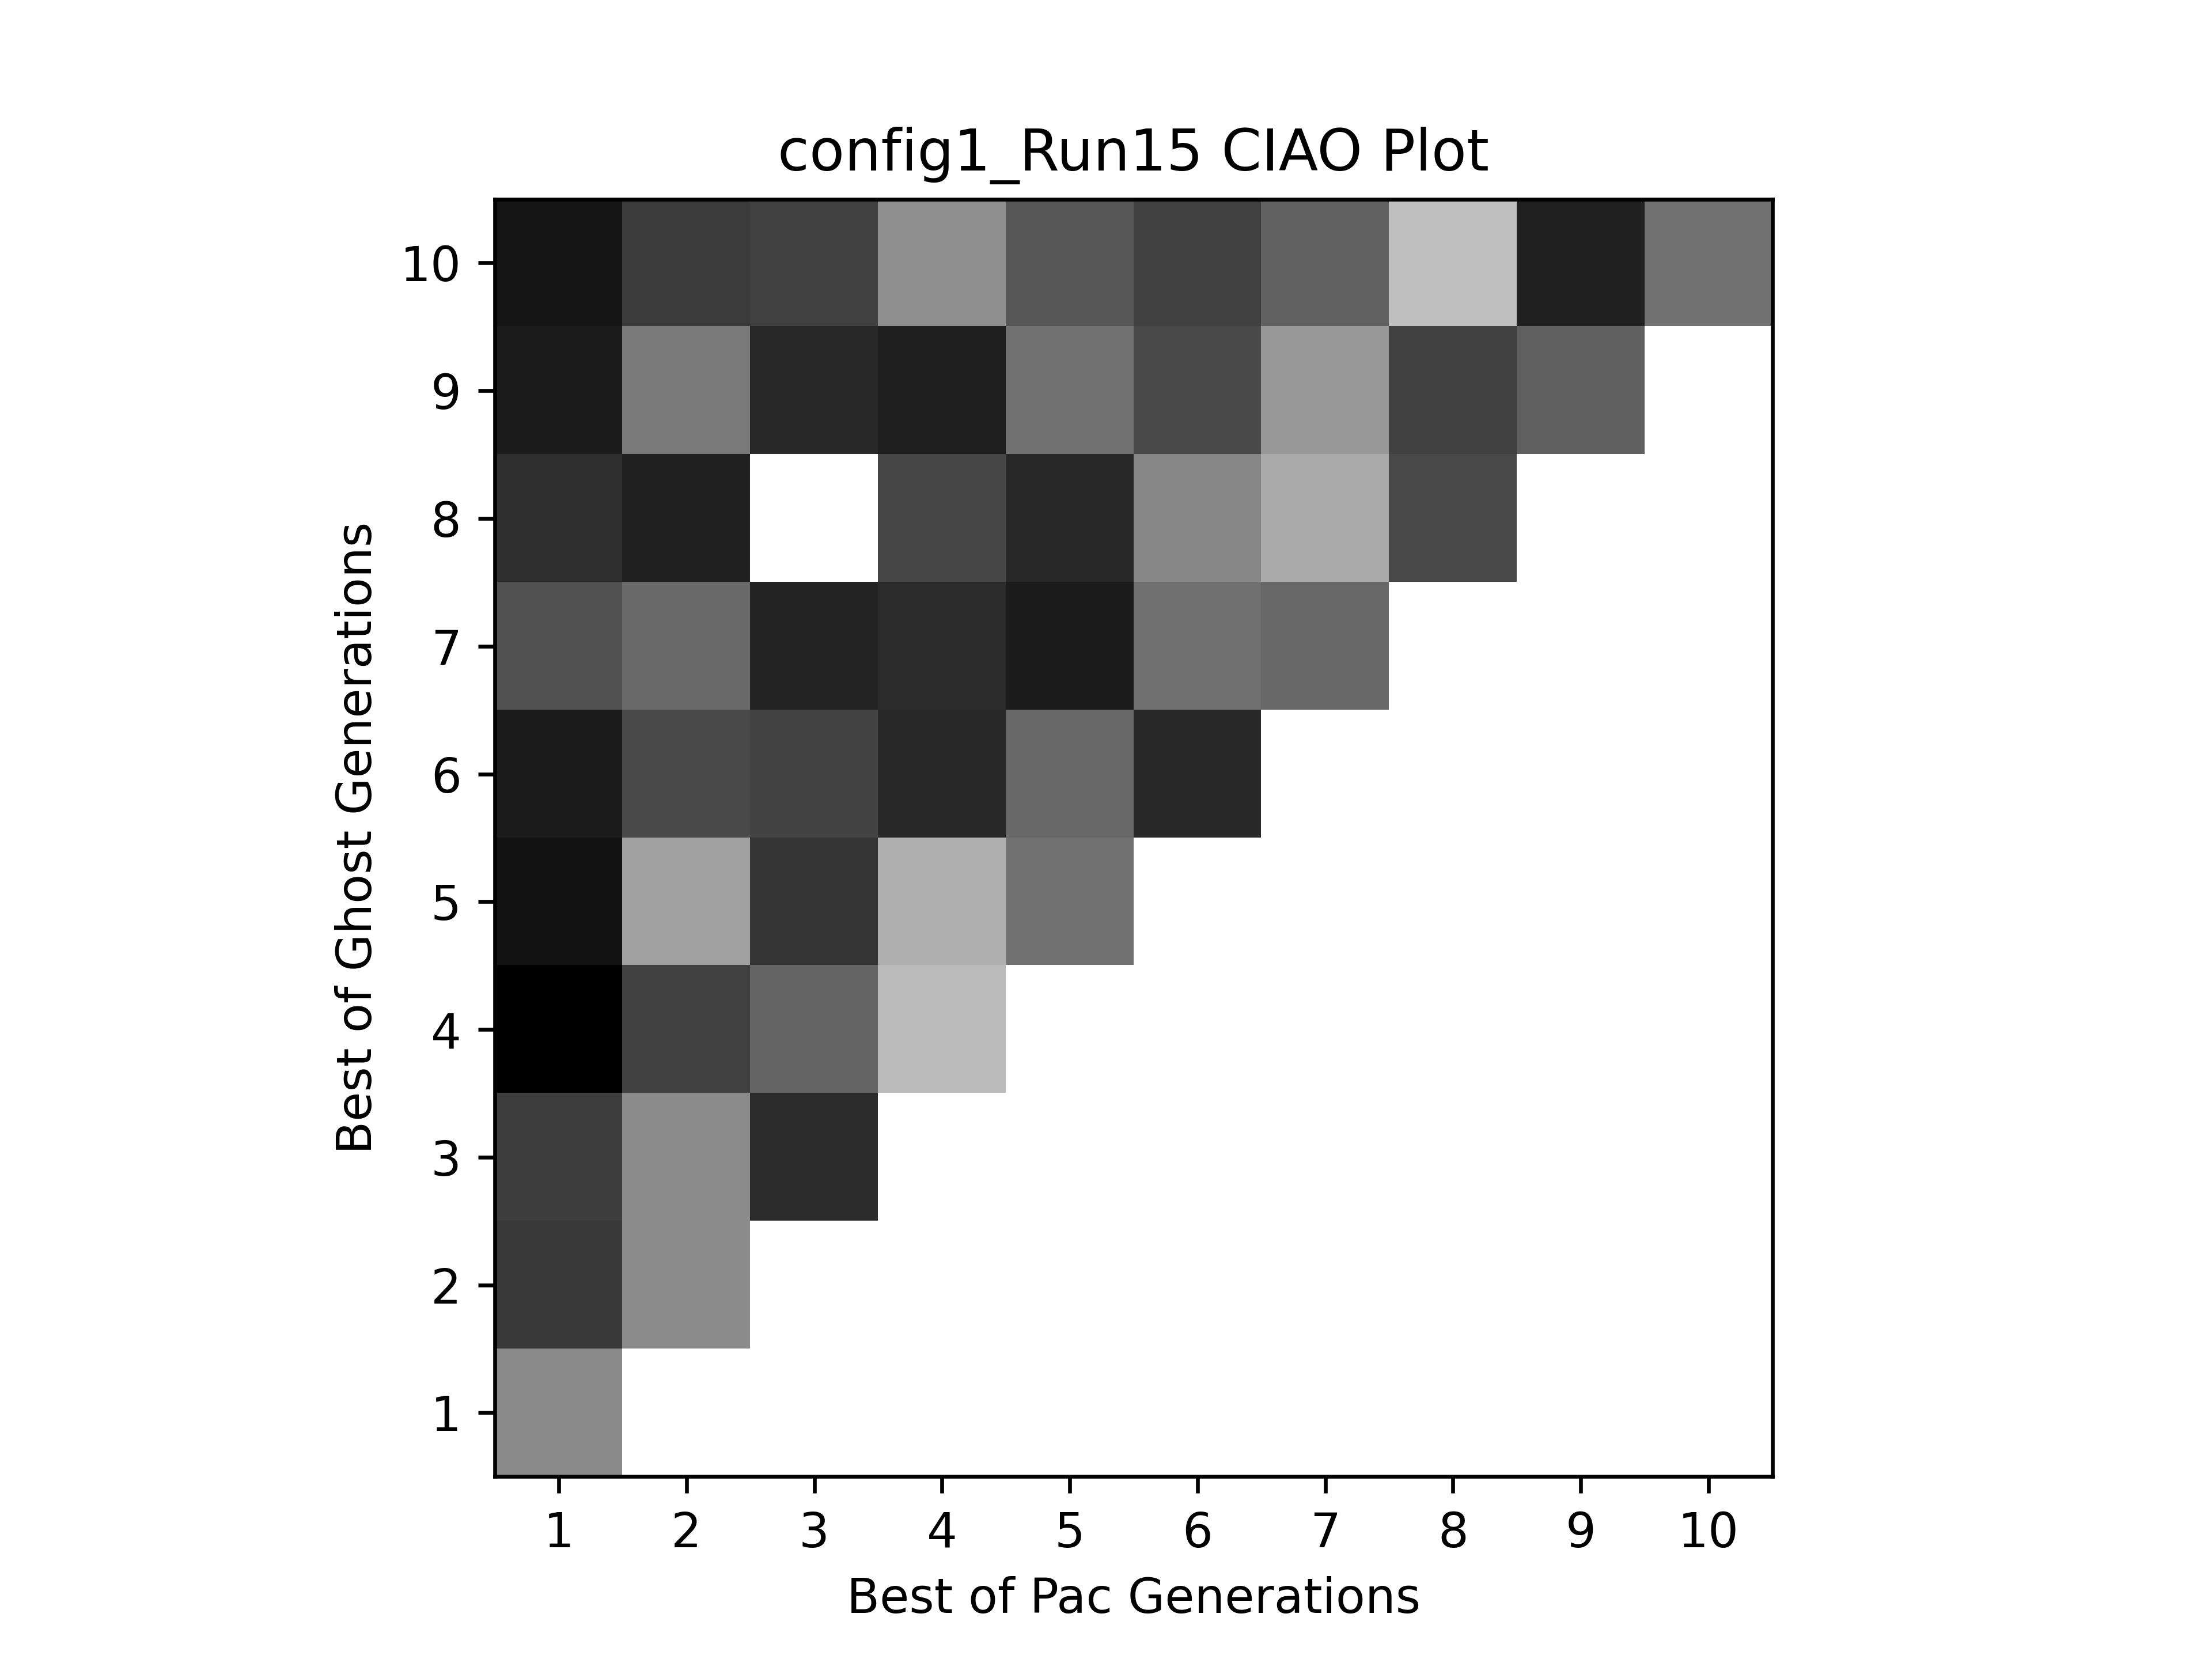 config1_Run15 CIAO Plot
10
9
8
7
6
5
4
3
2
1
Best of Ghost Generations
1 2 3 4 5 6 7 8 9 10
Best of Pac Generations